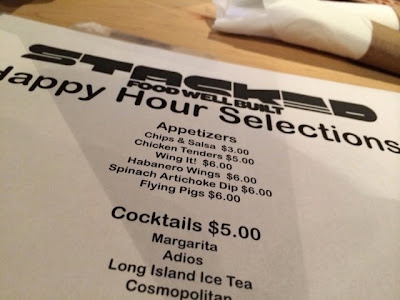 STACKED
FOOD WELL BUILT
Happy Hour Selections
Appetizers
Chips & Salsa $3.00
Chicken Tenders $5.00
Wing It! $6.00
Habanero Wings $6.00
Spinach Artichoke Dip $6.00
Flying Pigs $6.00
Cocktails $5.00
Margarita
Adios
Long Island Ice Tea
Cosmopolitan